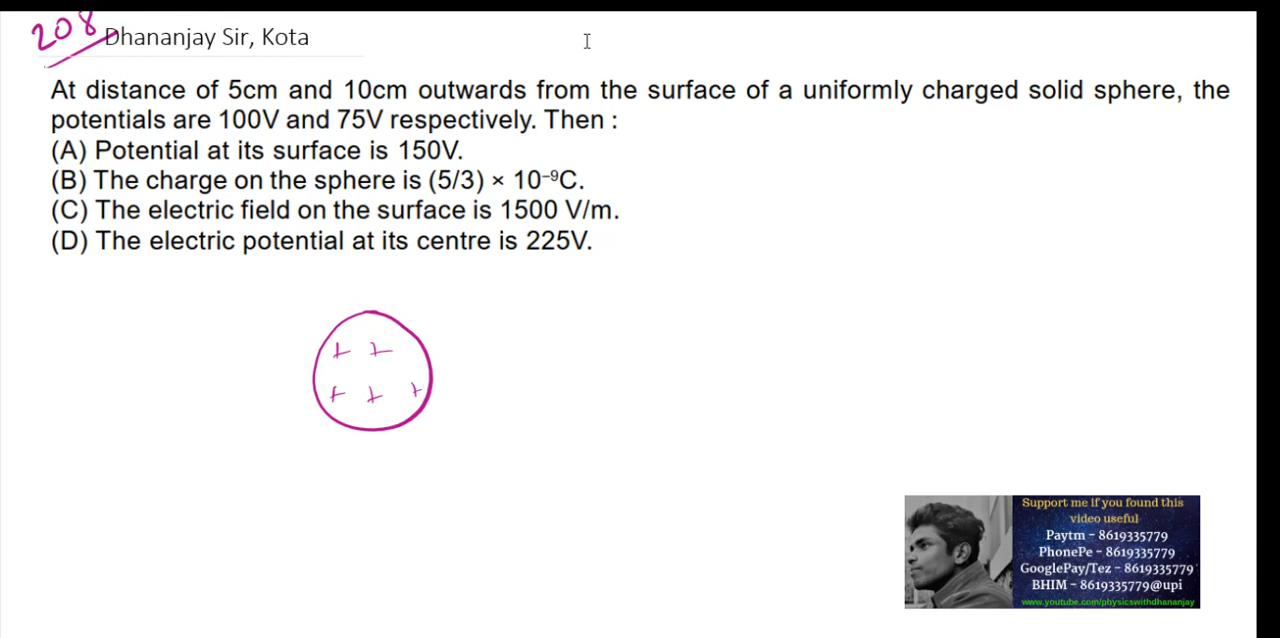 208
Dhananjay Sir, Kota
At distance of 5cm and 10cm outwards from the surface of a uniformly charged solid sphere, the
potentials are 100V and 75V respectively. Then :
(A) Potential at its surface is 150V.
(B) The charge on the sphere is (5/3) × 10⁻⁹C.
(C) The electric field on the surface is 1500 V/m.
(D) The electric potential at its centre is 225V.
+ +
+ + +
Support me if you found this
video useful
Paytm - 8619335779
PhonePe - 8619335779
GooglePay/Tez - 8619335779
BHIM - 8619335779@upi
www.youtube.com/physicswithdhananjay